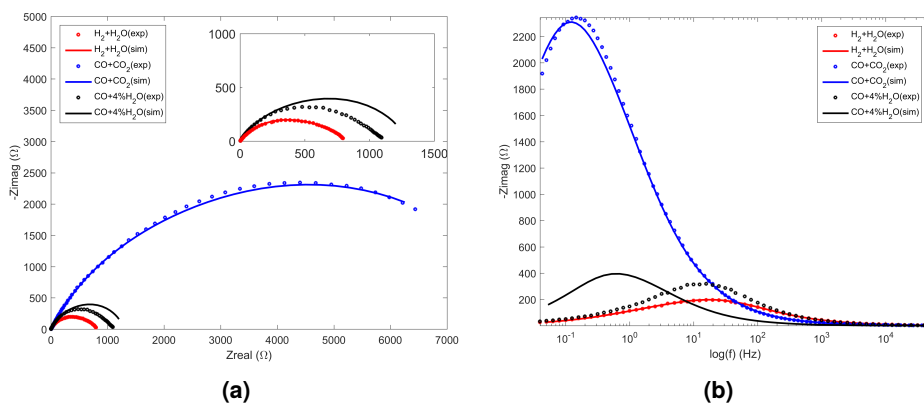 5000
4500
4000
3500
3000
2500
2000
1500
1000
500
0
-Zimag (Ω)
0 1000 2000 3000 4000 5000 6000 7000
Zreal (Ω)
H2+H2O(exp)
H2+H2O(sim)
CO+CO2(exp)
CO+CO2(sim)
CO+4%H2O(exp)
CO+4%H2O(sim)
1000
500
0
0 500 1000 1500
(a)
2200
2000
1800
1600
1400
1200
1000
800
600
400
200
-Zimag (Ω)
10-1 100 101 102 103 104
log(f) (Hz)
H2+H2O(exp)
H2+H2O(sim)
CO+CO2(exp)
CO+CO2(sim)
CO+4%H2O(exp)
CO+4%H2O(sim)
(b)